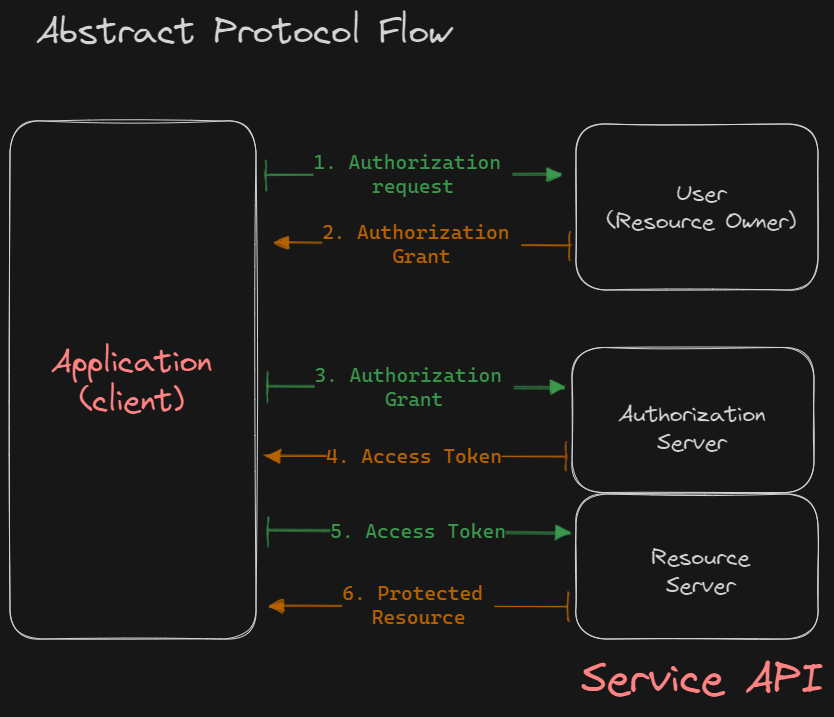 Abstract Protocol Flow
1. Authorization
request
User
(Resource Owner)
2. Authorization
Grant
Application
(client)
3. Authorization
Grant
Authorization
Server
4. Access Token
5. Access Token
Resource
Server
6. Protected
Resource
Service API